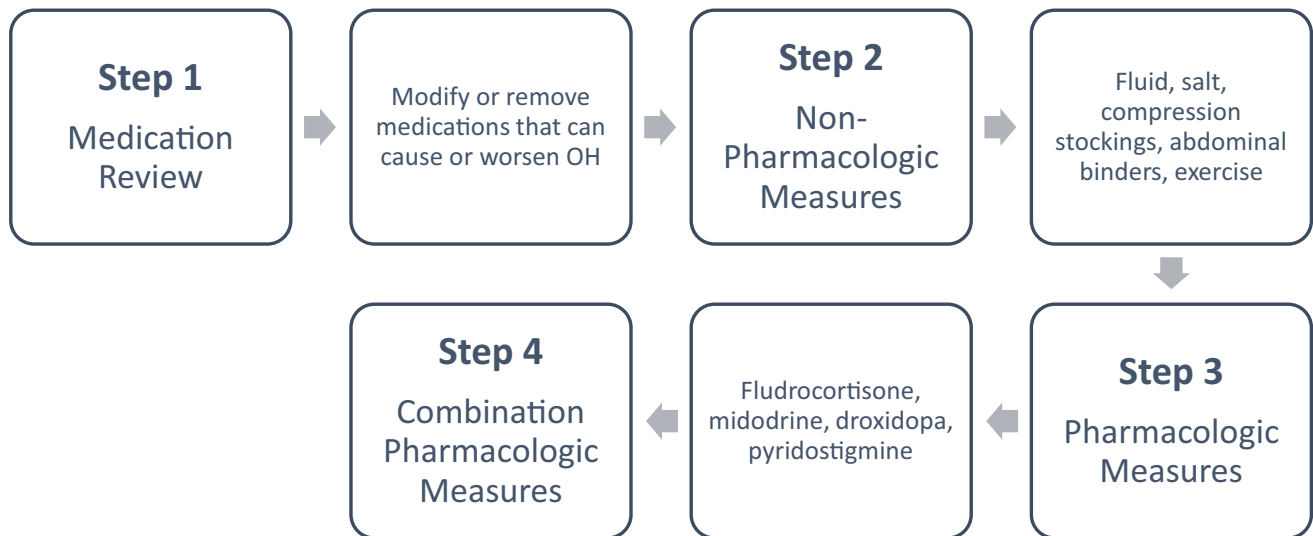 Step 1
Medication
Review
Modify or remove
medications that can
cause or worsen OH
Step 2
Non-
Pharmacologic
Measures
Fluid, salt,
compression
stockings, abdominal
binders, exercise
Step 3
Pharmacologic
Measures
Fludrocortisone,
midodrine, droxidopa,
pyridostigmine
Step 4
Combination
Pharmacologic
Measures